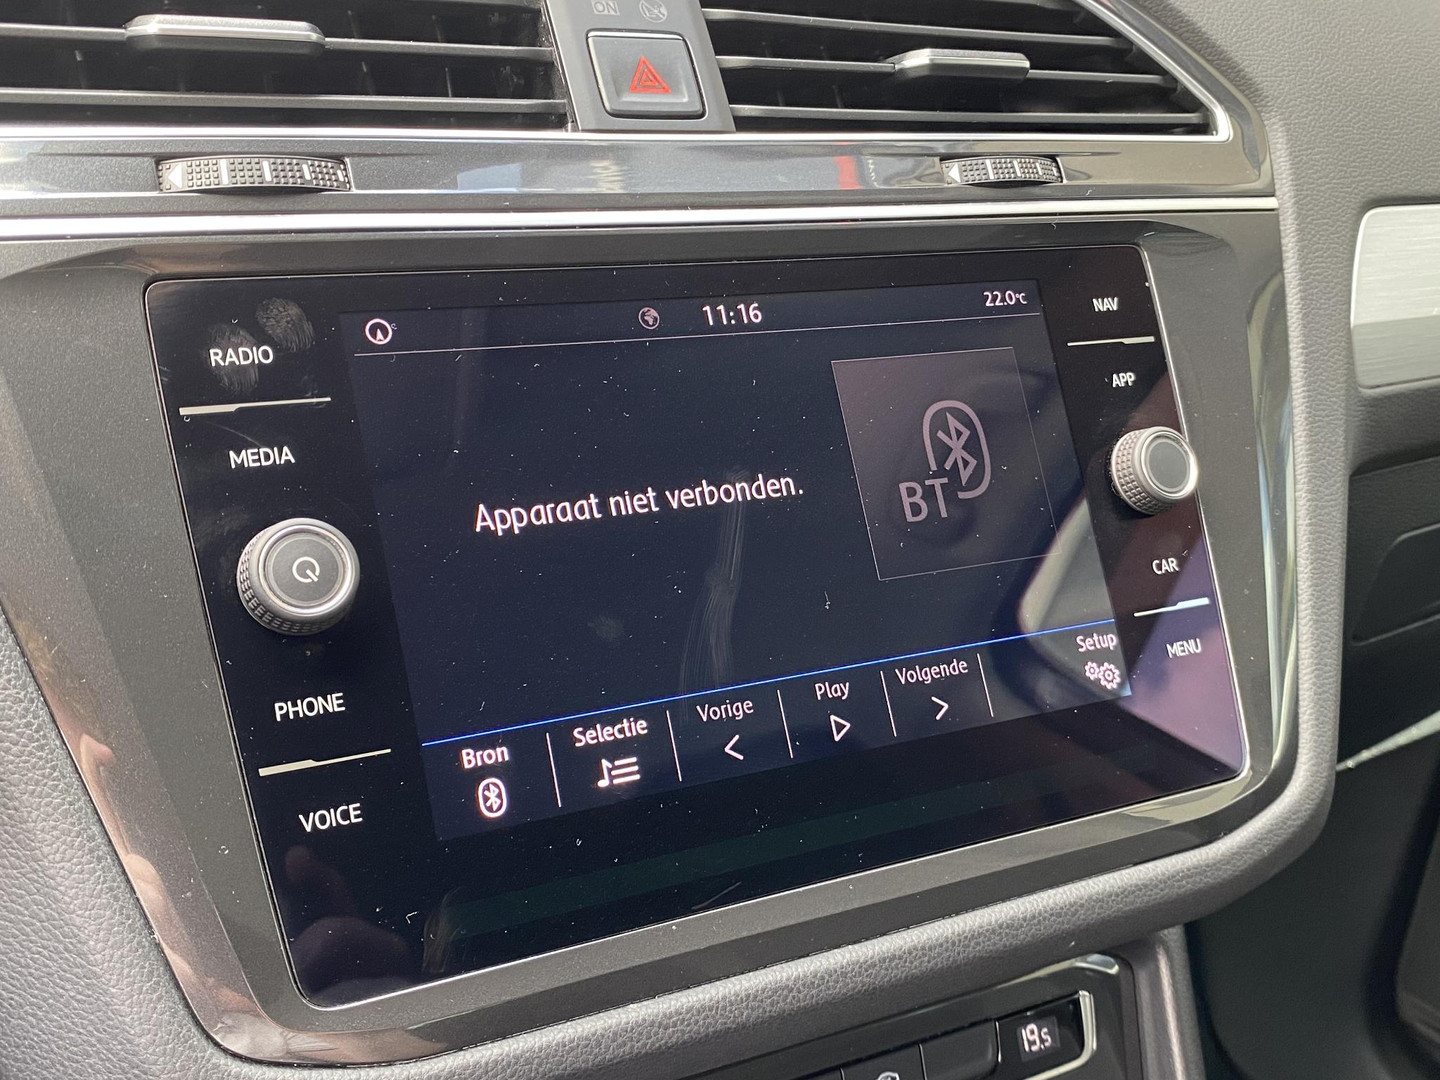 ON
RADIO
MEDIA
PHONE
VOICE
11:16
22.0°C
Apparaat niet verbonden.
BT
Bron
Selectie
Vorige
Play
Volgende
Setup
NAV
APP
CAR
MENU
19.5